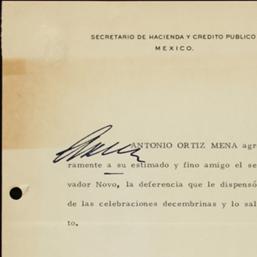 SECRETARIO DE HACIENDA Y CREDITO PUBLICO
MEXICO.
ANTONIO ORTIZ MENA agr
ramente a su estimado y fino amigo el se
vador Novo, la deferencia que le dispensó
de las celebraciones decembrinas y lo sal
to.